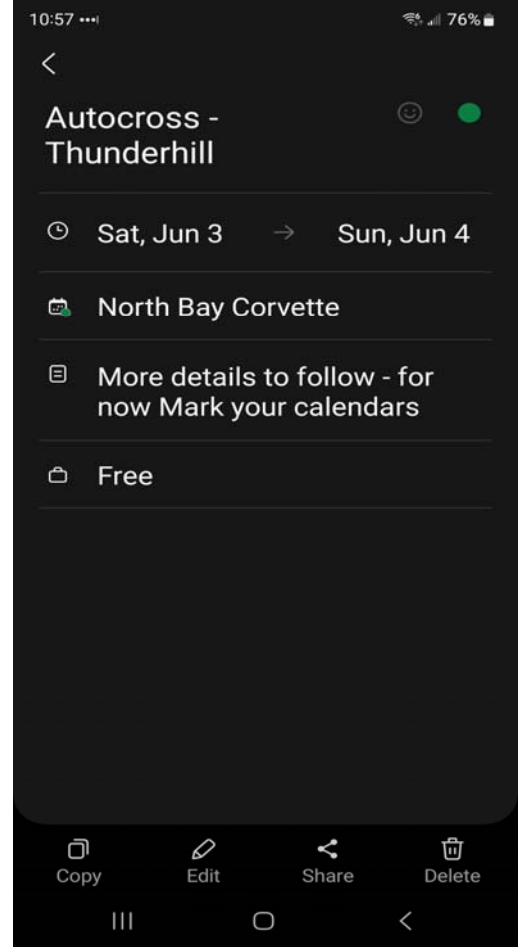 10:57
76%
Autocross -
Thunderhill
Sat, Jun 3 → Sun, Jun 4
North Bay Corvette
More details to follow - for
now Mark your calendars
Free
Copy Edit Share Delete